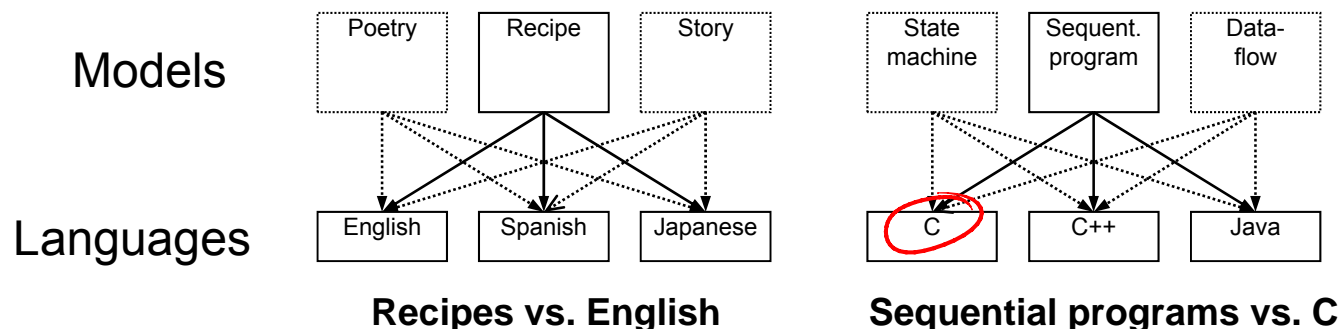 Models
Poetry
Recipe
Story
State
machine
Sequent.
program
Data-
flow
Languages
English
Spanish
Japanese
C
C++
Java
Recipes vs. English
Sequential programs vs. C